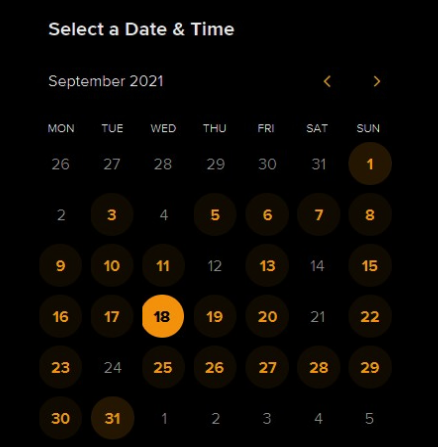 Select a Date & Time
September 2021
MON TUE WED THU FRI SAT SUN
26 27 28 29 30 31 1
2 3 4 5 6 7 8
9 10 11 12 13 14 15
16 17 18 19 20 21 22
23 24 25 26 27 28 29
30 31 1 2 3 4 5